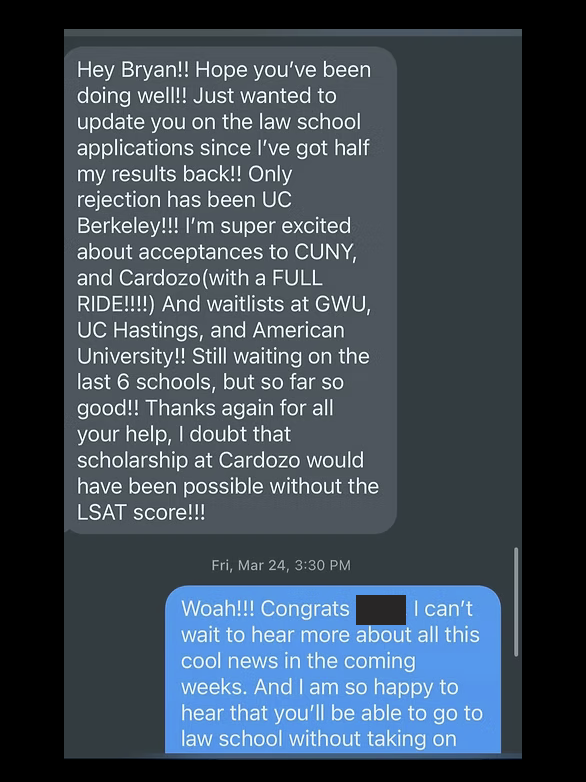 Hey Bryan!! Hope you’ve been
doing well!! Just wanted to
update you on the law school
applications since I’ve got half
my results back!! Only
rejection has been UC
Berkeley!!! I’m super excited
about acceptances to CUNY,
and Cardozo(with a FULL
RIDE!!!!) And waitlists at GWU,
UC Hastings, and American
University!! Still waiting on the
last 6 schools, but so far so
good!! Thanks again for all
your help, I doubt that
scholarship at Cardozo would
have been possible without the
LSAT score!!!
Fri, Mar 24, 3:30 PM
Woah!!! Congrats I can’t
wait to hear more about all this
cool news in the coming
weeks. And I am so happy to
hear that you’ll be able to go to
law school without taking on